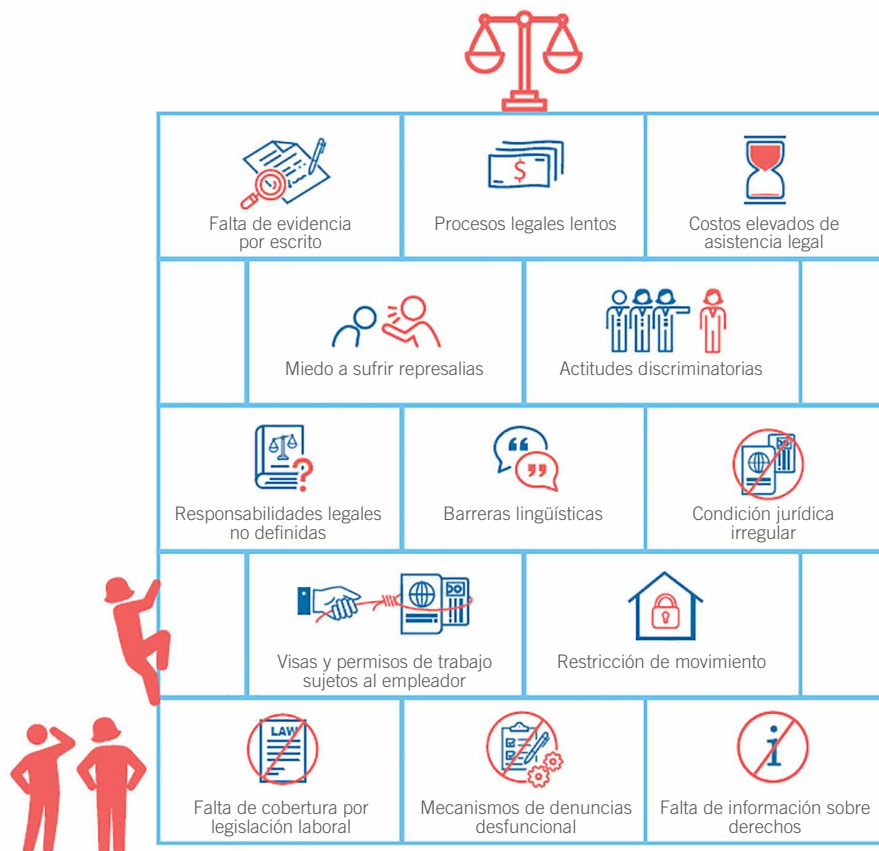 $
Falta de evidencia
por escrito
Procesos legales lentos
Costos elevados de
asistencia legal
Miedo a sufrir represalias
Actitudes discriminatorias
?
Responsabilidades legales
no definidas
Barreras lingüísticas
Condición jurídica
irregular
Visas y permisos de trabajo
sujetos al empleador
Restricción de movimiento
LAW
i
Falta de cobertura por
legislación laboral
Mecanismos de denuncias
desfuncional
Falta de información sobre
derechos